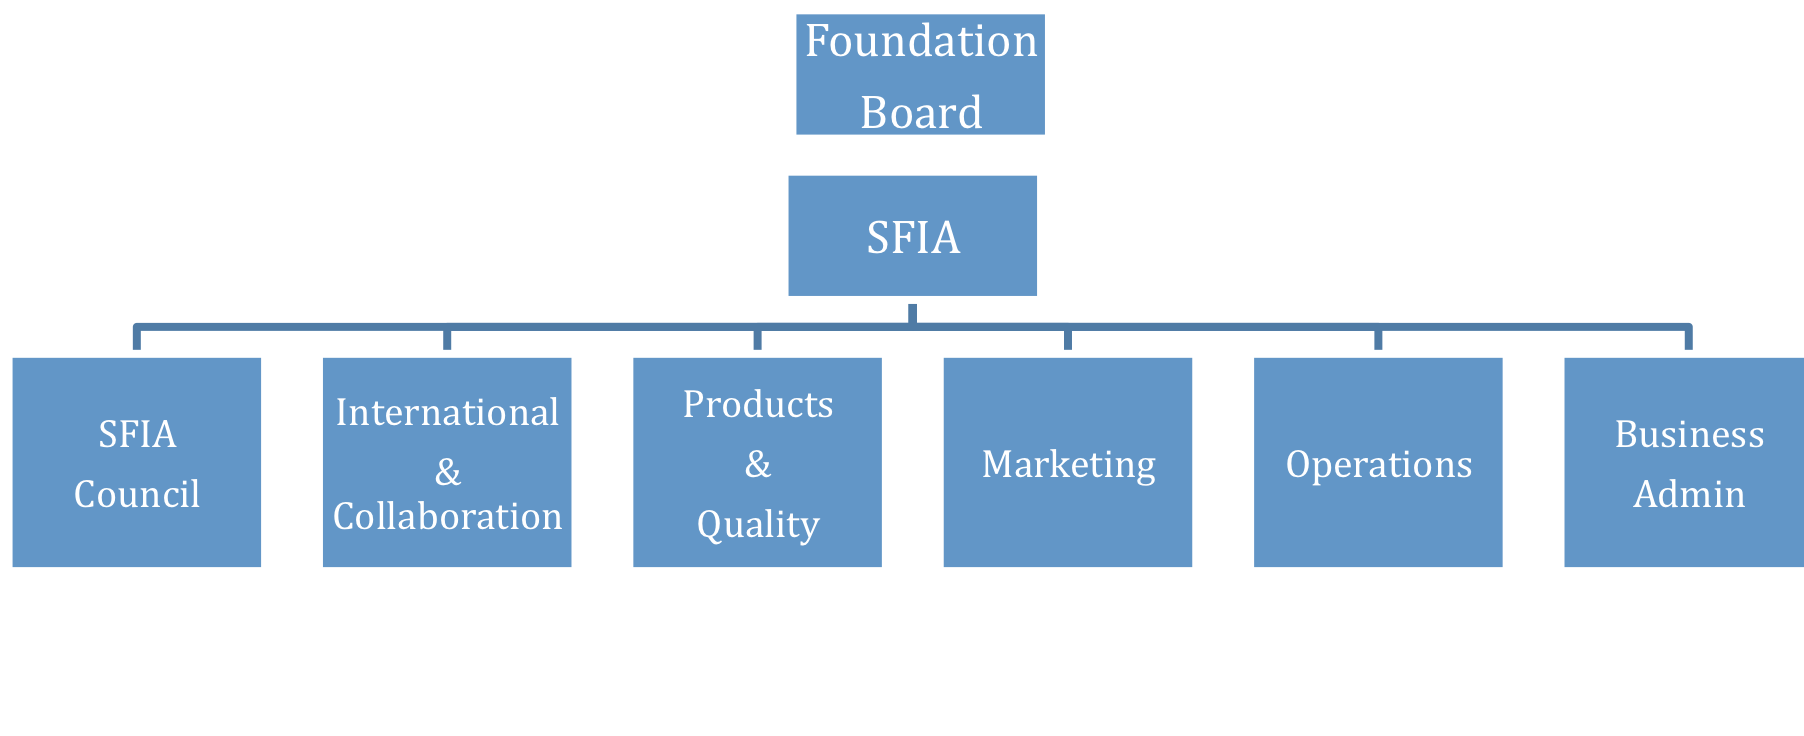 Foundation
Board
SFIA
SFIA
Council
International
&
Collaboration
Products
&
Quality
Marketing
Operations
Business
Admin